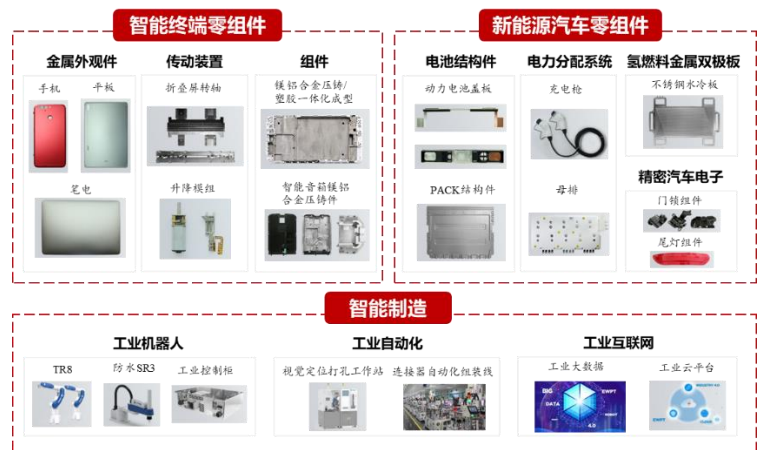 智能终端零组件
新能源汽车零组件
金属外观件
传动装置
组件
电池结构件
电力分配系统
氢燃料金属双极板
手机
平板
折叠屏转轴
镁铝合金压铸/
塑胶一体化成型
动力电池盖板
充电枪
不锈钢水冷板
笔电
升降模组
智能音箱镁铝
合金压铸件
PACK结构件
母排
精密汽车电子
门锁组件
尾灯组件
智能制造
工业机器人
工业自动化
工业互联网
TR8
防水SR3
工业控制柜
视觉定位打孔工作站
连接器自动化组装线
工业大数据
工业云平台
BIG
DATA
EWPT
4.0